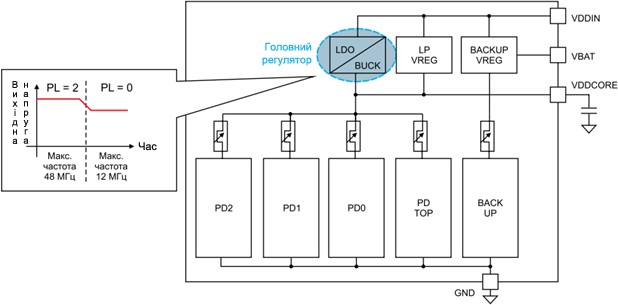 Головний
регулятор
LDO
BUCK
LP
VREG
BACKUP
VREG
VDDIN
VBAT
VDDCORE
Вихідна
напруга
PL = 2
PL = 0
Час
Макс.
частота
48 МГц
Макс.
частота
12 МГц
PD2
PD1
PD0
PD
TOP
BACK
UP
GND